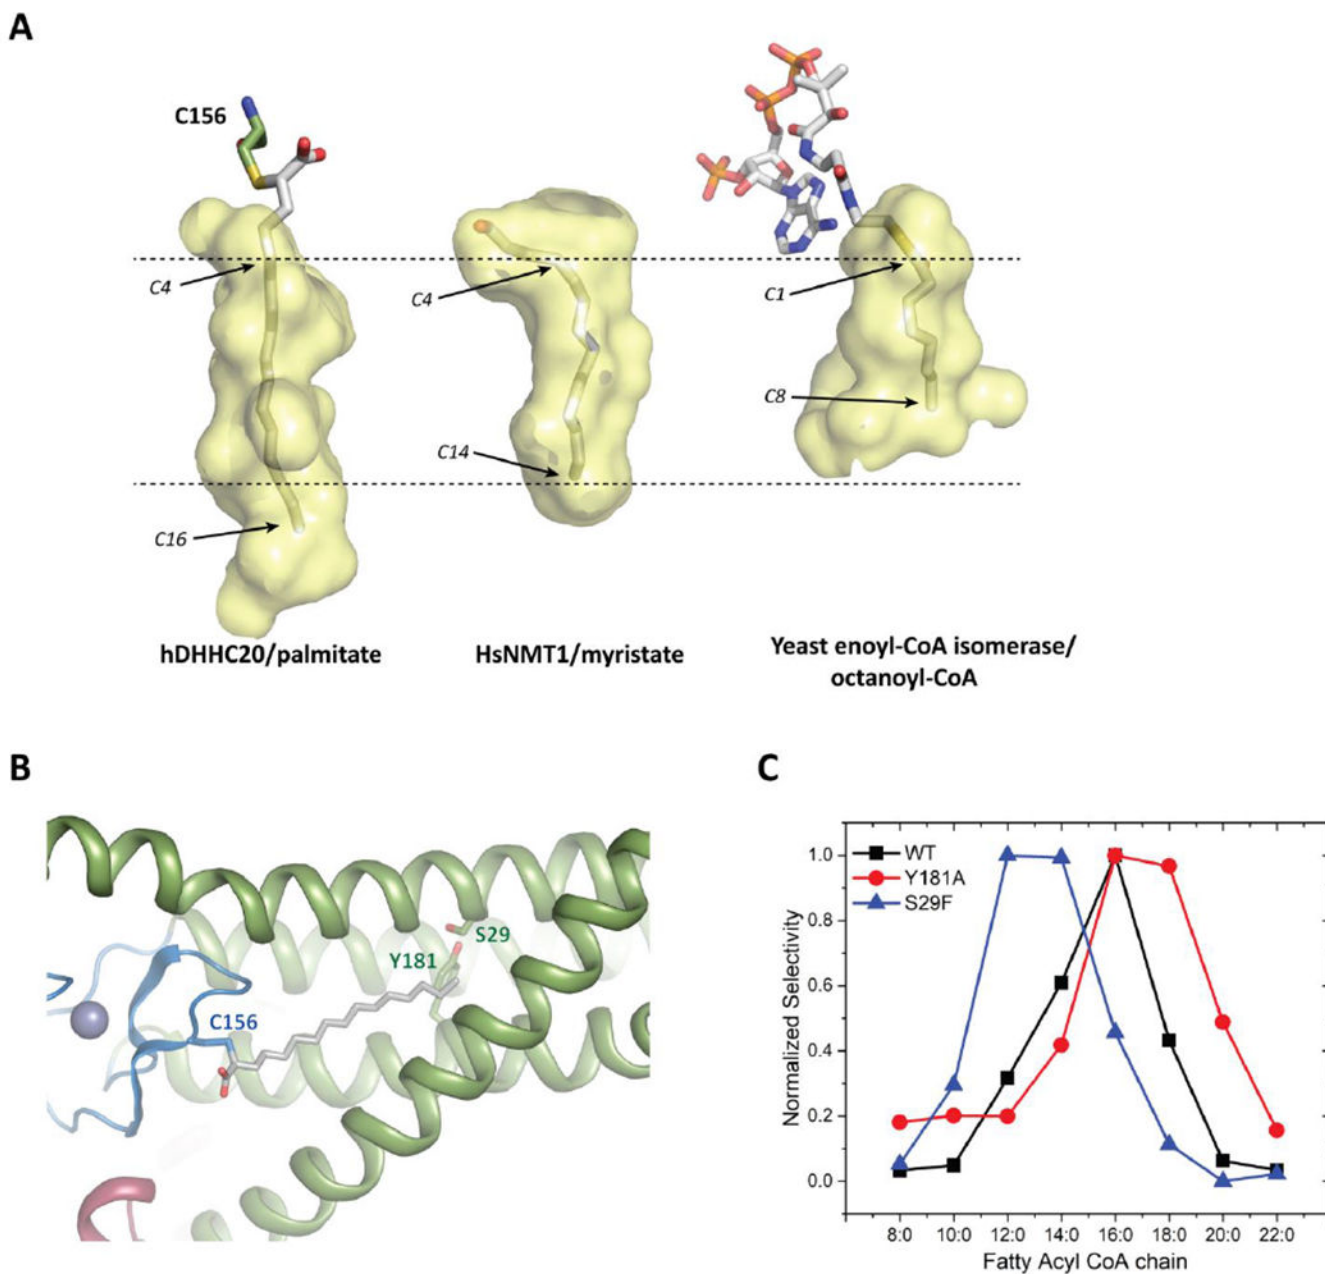 A
C156
C4
C4
C1
C8
C14
C16
hDHHC20/palmitate
HsNMT1/myristate
Yeast enoyl-CoA isomerase/
octanoyl-CoA
B
S29
Y181
C156
C
WT
Y181A
S29F
1.0
0.8
0.6
0.4
0.2
0.0
Normalized Selectivity
8:0 10:0 12:0 14:0 16:0 18:0 20:0 22:0
Fatty Acyl CoA chain